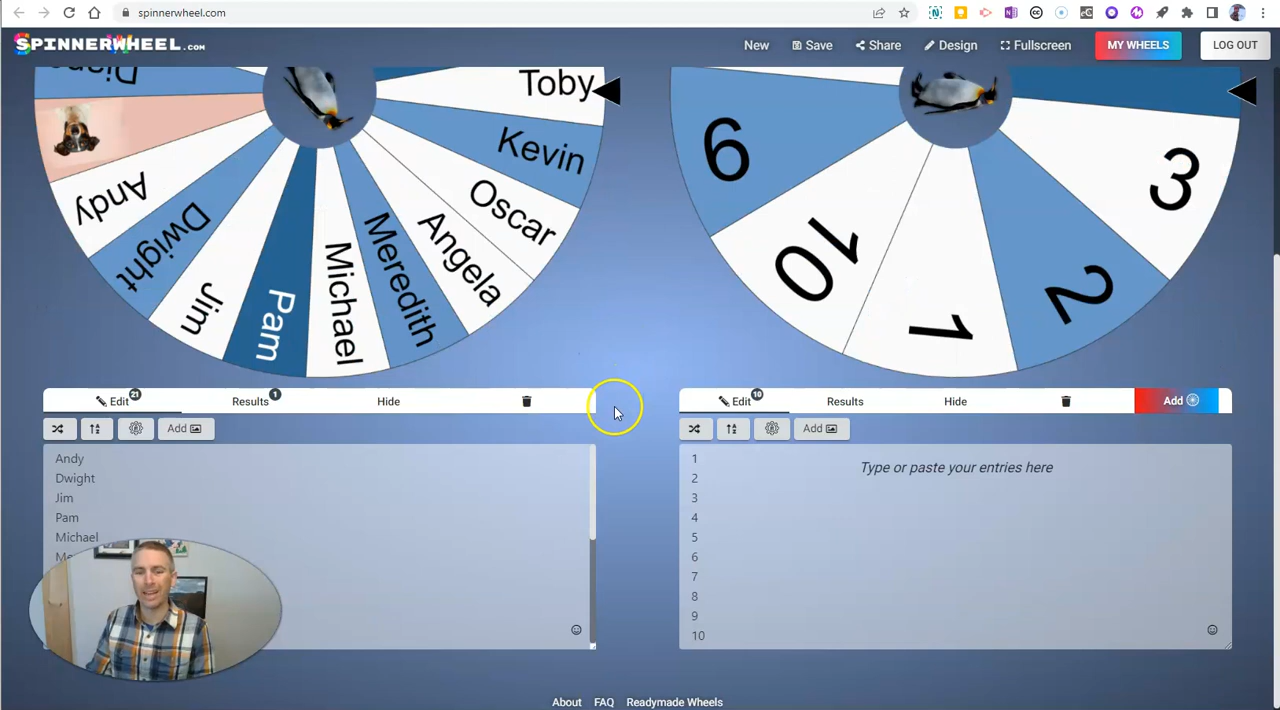 spinnerwheel.com
SPINNERWHEEL.COM
New
Save
Share
Design
Fullscreen
MY WHEELS
LOG OUT
Diane
Toby
Kevin
Oscar
Angela
Meredith
Michael
Pam
Jim
Dwight
Andy
6
10
1
2
3
Edit 21
Results 1
Hide
Edit 10
Results
Hide
Add
Add
Add
Andy
Dwight
Jim
Pam
Michael
Me
1
2
3
4
5
6
7
8
9
10
Type or paste your entries here
About
FAQ
Readymade Wheels